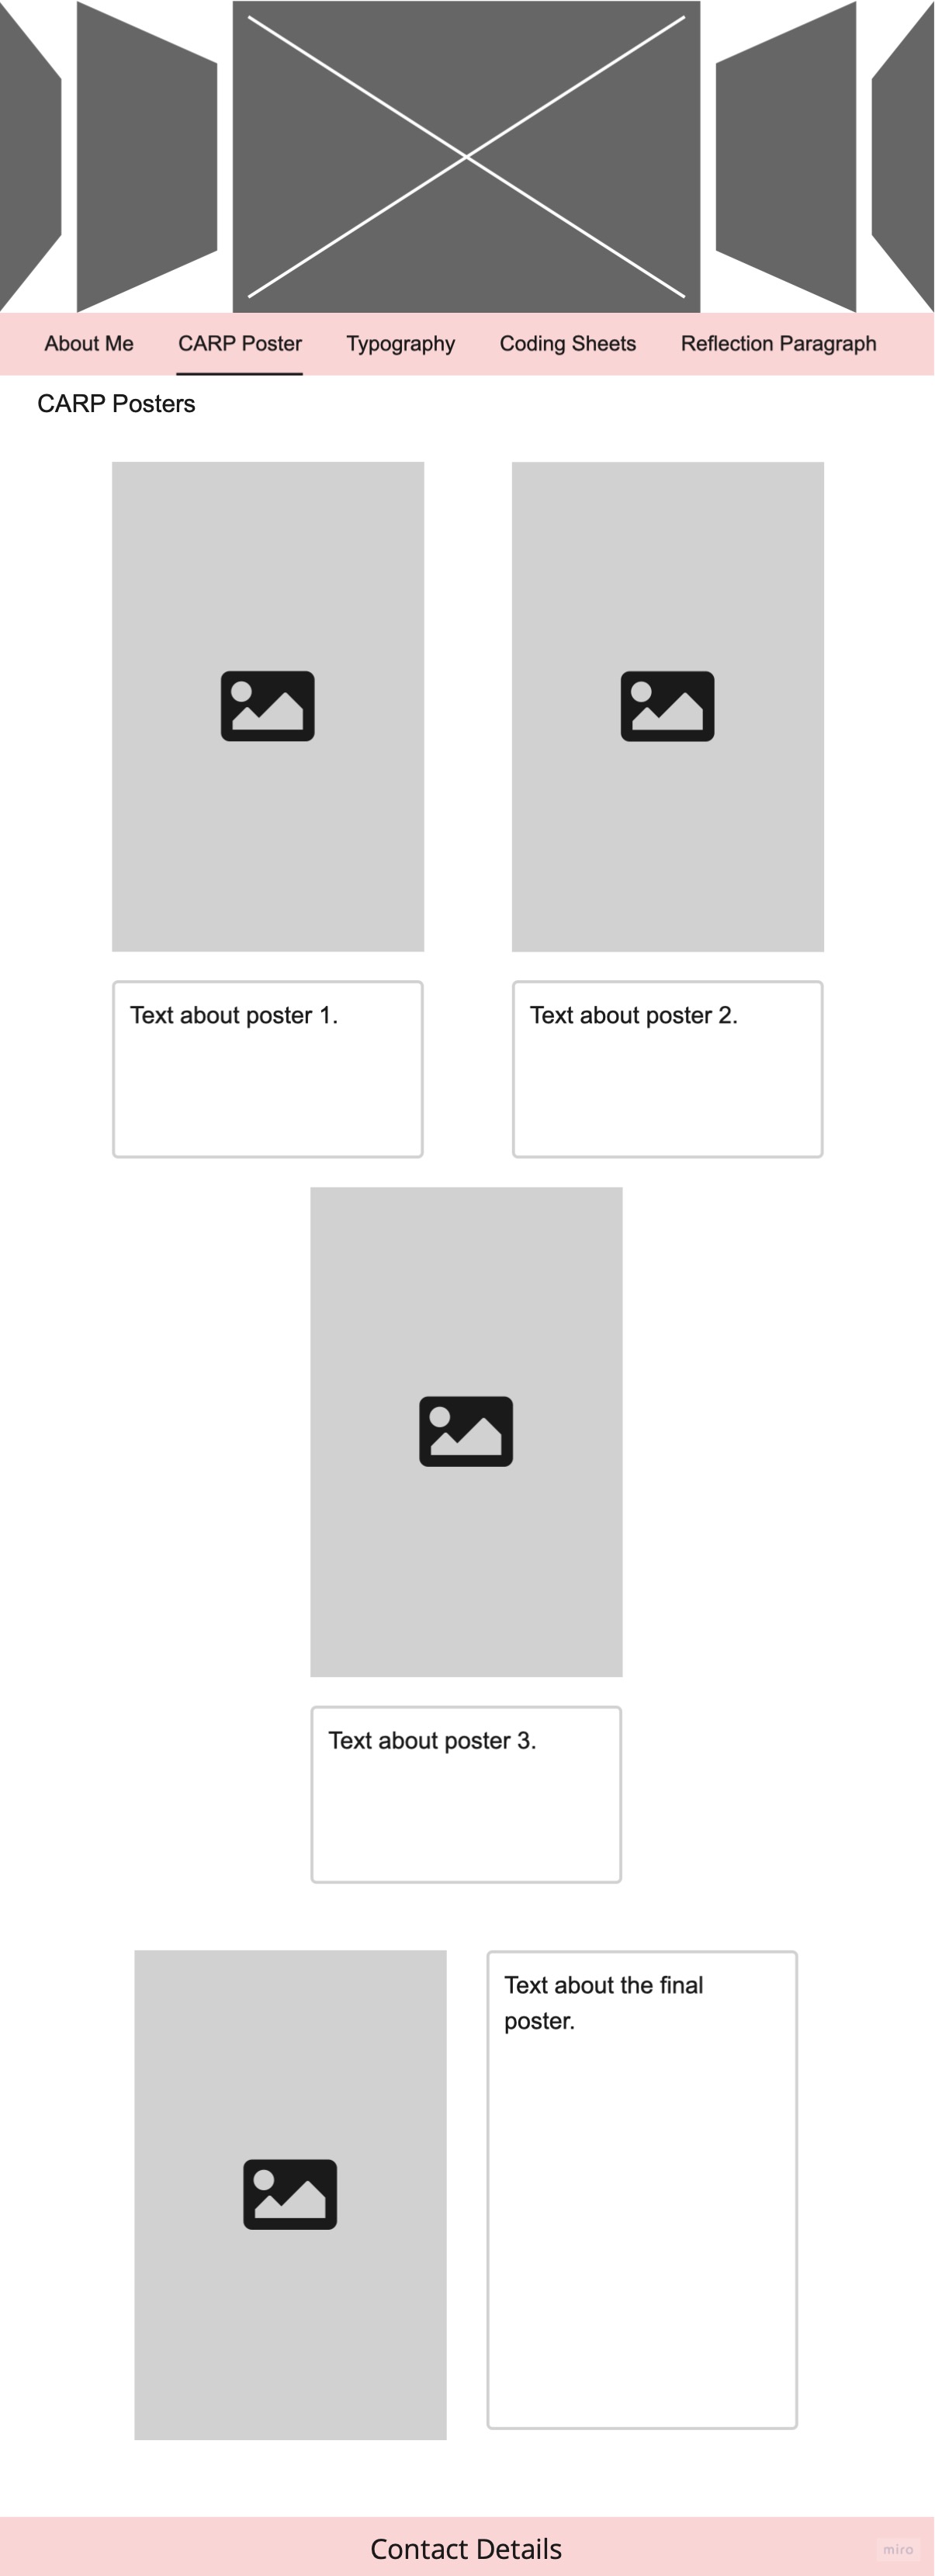 About Me CARP Poster Typography Coding Sheets Reflection Paragraph
CARP Posters
Text about poster 1.
Text about poster 2.
Text about poster 3.
Text about the final
poster.
Contact Details
miro